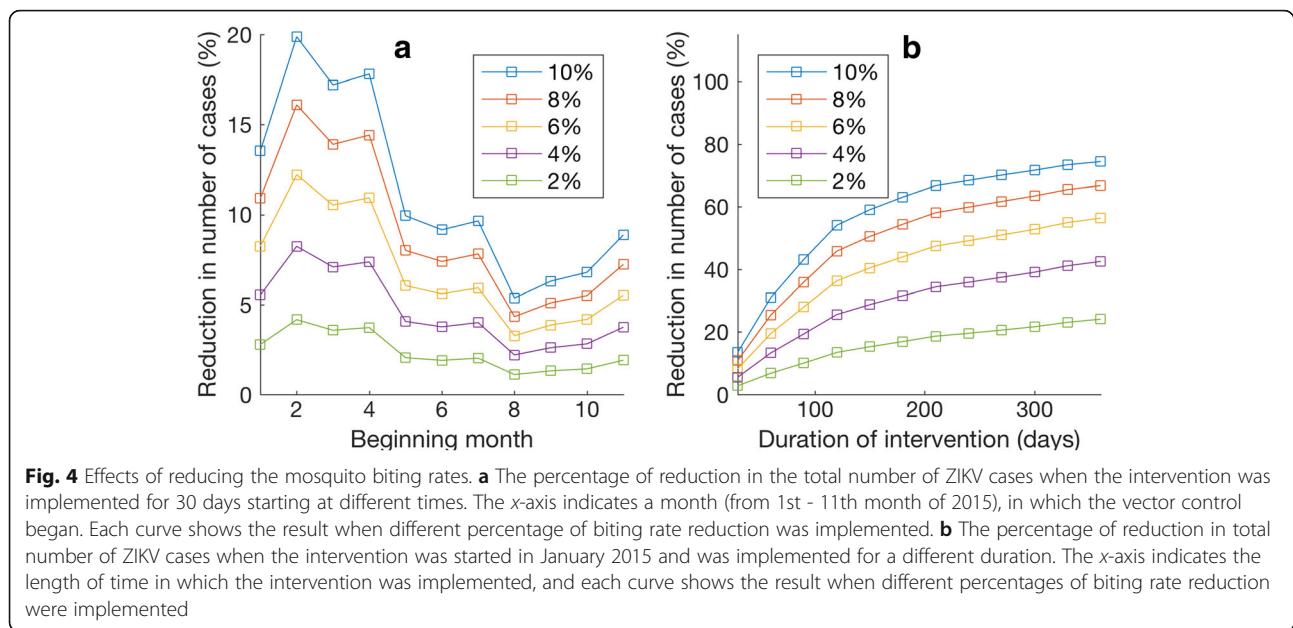 a
Reduction in number of cases (%)
20
15
10
5
0
2
4
6
8
10
Beginning month
10%
8%
6%
4%
2%
b
Reduction in number of cases (%)
100
80
60
40
20
0
100
200
300
Duration of intervention (days)
10%
8%
6%
4%
2%
Fig. 4 Effects of reducing the mosquito biting rates. a The percentage of reduction in the total number of ZIKV cases when the intervention was
implemented for 30 days starting at different times. The x-axis indicates a month (from 1st - 11th month of 2015), in which the vector control
began. Each curve shows the result when different percentage of biting rate reduction was implemented. b The percentage of reduction in total
number of ZIKV cases when the intervention was started in January 2015 and was implemented for a different duration. The x-axis indicates the
length of time in which the intervention was implemented, and each curve shows the result when different percentages of biting rate reduction
were implemented